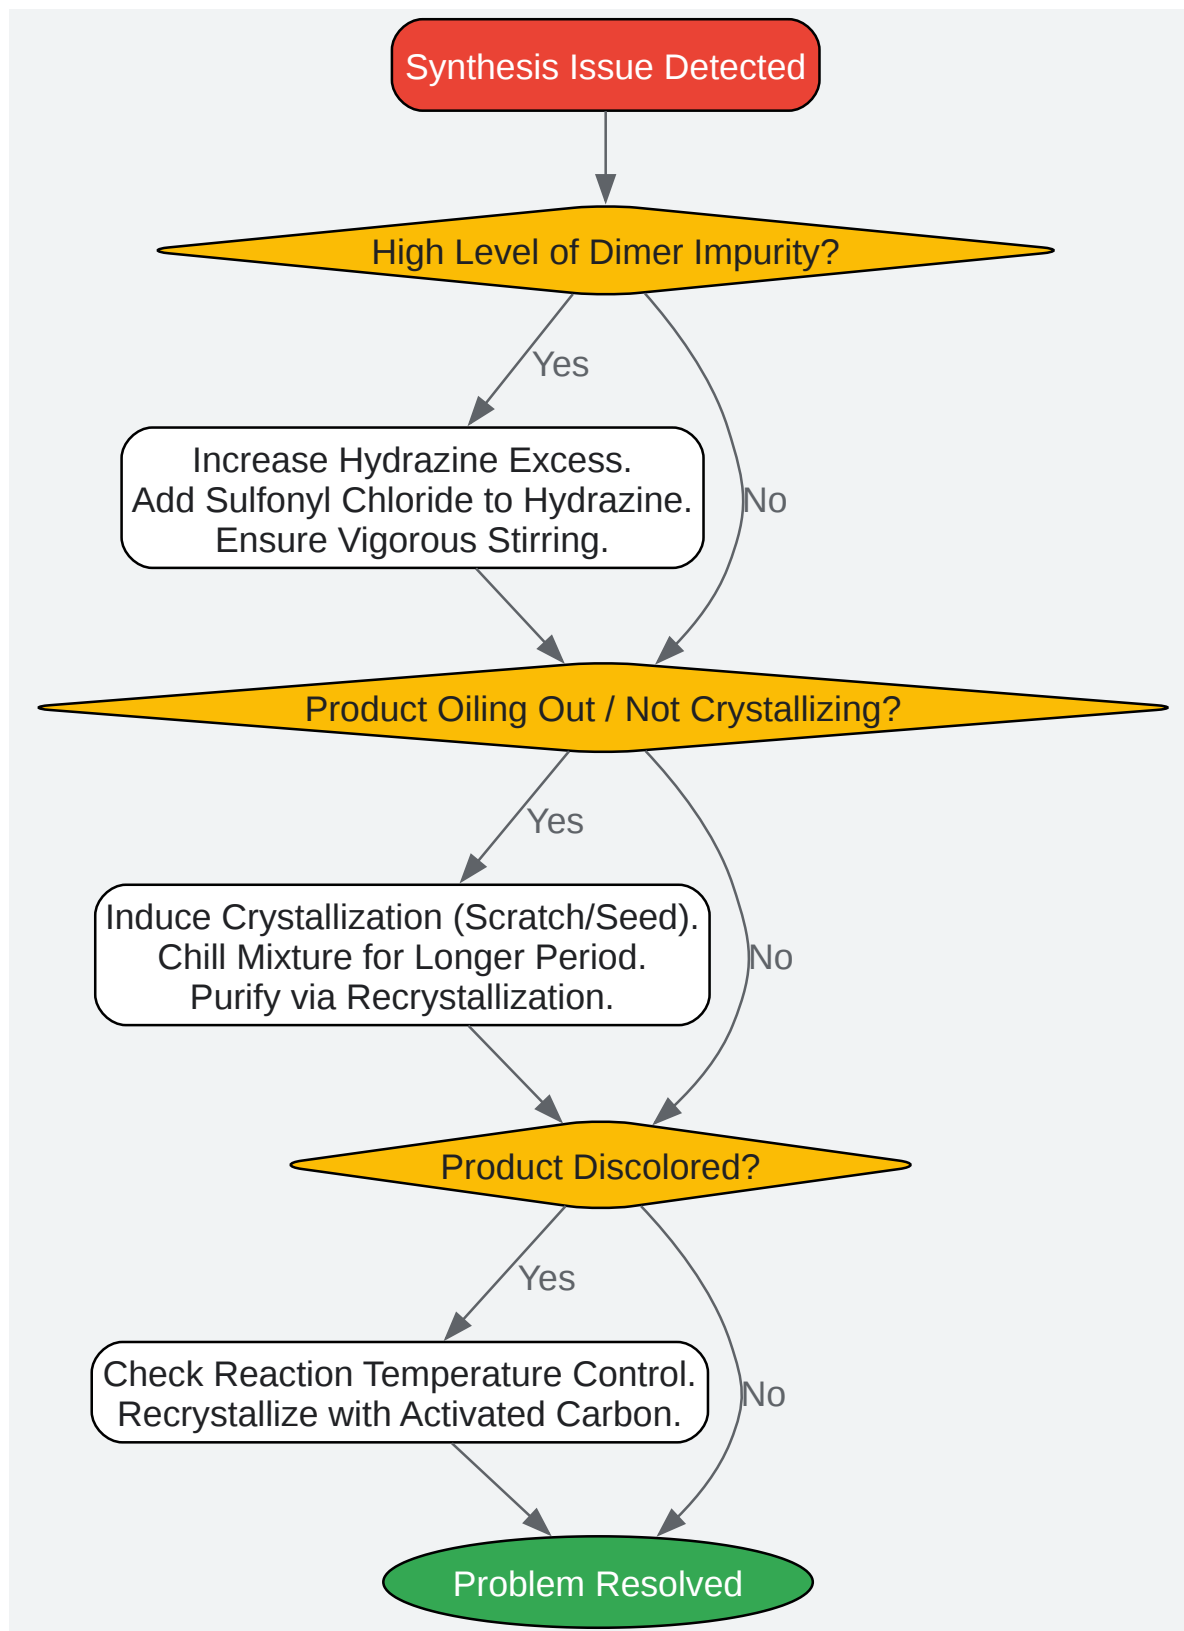 Synthesis Issue Detected
High Level of Dimer Impurity?
Yes
Increase Hydrazine Excess.
Add Sulfonyl Chloride to Hydrazine.
Ensure Vigorous Stirring.
No
Product Oiling Out / Not Crystallizing?
Yes
Induce Crystallization (Scratch/Seed).
Chill Mixture for Longer Period.
Purify via Recrystallization.
No
Product Discolored?
Yes
Check Reaction Temperature Control.
Recrystallize with Activated Carbon.
No
Problem Resolved